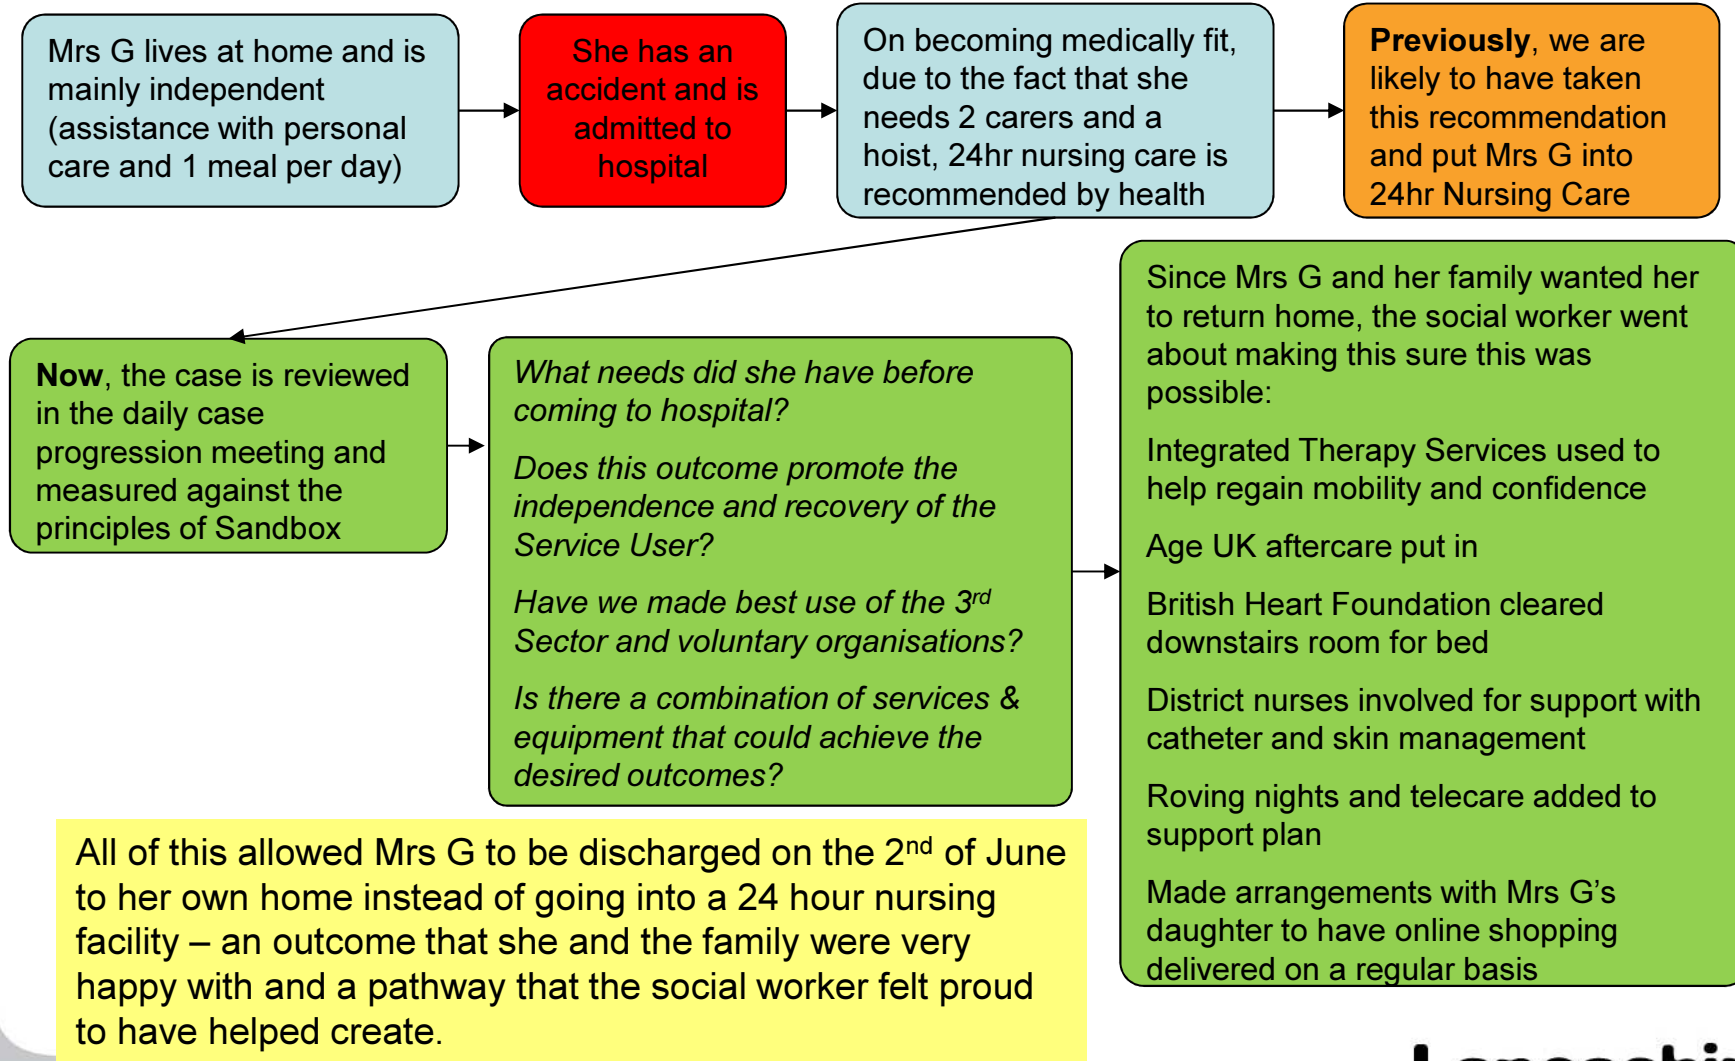 Mrs G lives at home and is
mainly independent
(assistance with personal
care and 1 meal per day)
She has an
accident and is
admitted to
hospital
On becoming medically fit,
due to the fact that she
needs 2 carers and a
hoist, 24hr nursing care is
recommended by health
Previously, we are
likely to have taken
this recommendation
and put Mrs G into
24hr Nursing Care
Now, the case is reviewed
in the daily case
progression meeting and
measured against the
principles of Sandbox
What needs did she have before
coming to hospital?
Does this outcome promote the
independence and recovery of the
Service User?
Have we made best use of the 3rd
Sector and voluntary organisations?
Is there a combination of services &
equipment that could achieve the
desired outcomes?
Since Mrs G and her family wanted her
to return home, the social worker went
about making this sure this was
possible:
Integrated Therapy Services used to
help regain mobility and confidence
Age UK aftercare put in
British Heart Foundation cleared
downstairs room for bed
District nurses involved for support with
catheter and skin management
Roving nights and telecare added to
support plan
Made arrangements with Mrs G's
daughter to have online shopping
delivered on a regular basis
All of this allowed Mrs G to be discharged on the 2nd of June
to her own home instead of going into a 24 hour nursing
facility – an outcome that she and the family were very
happy with and a pathway that the social worker felt proud
to have helped create.